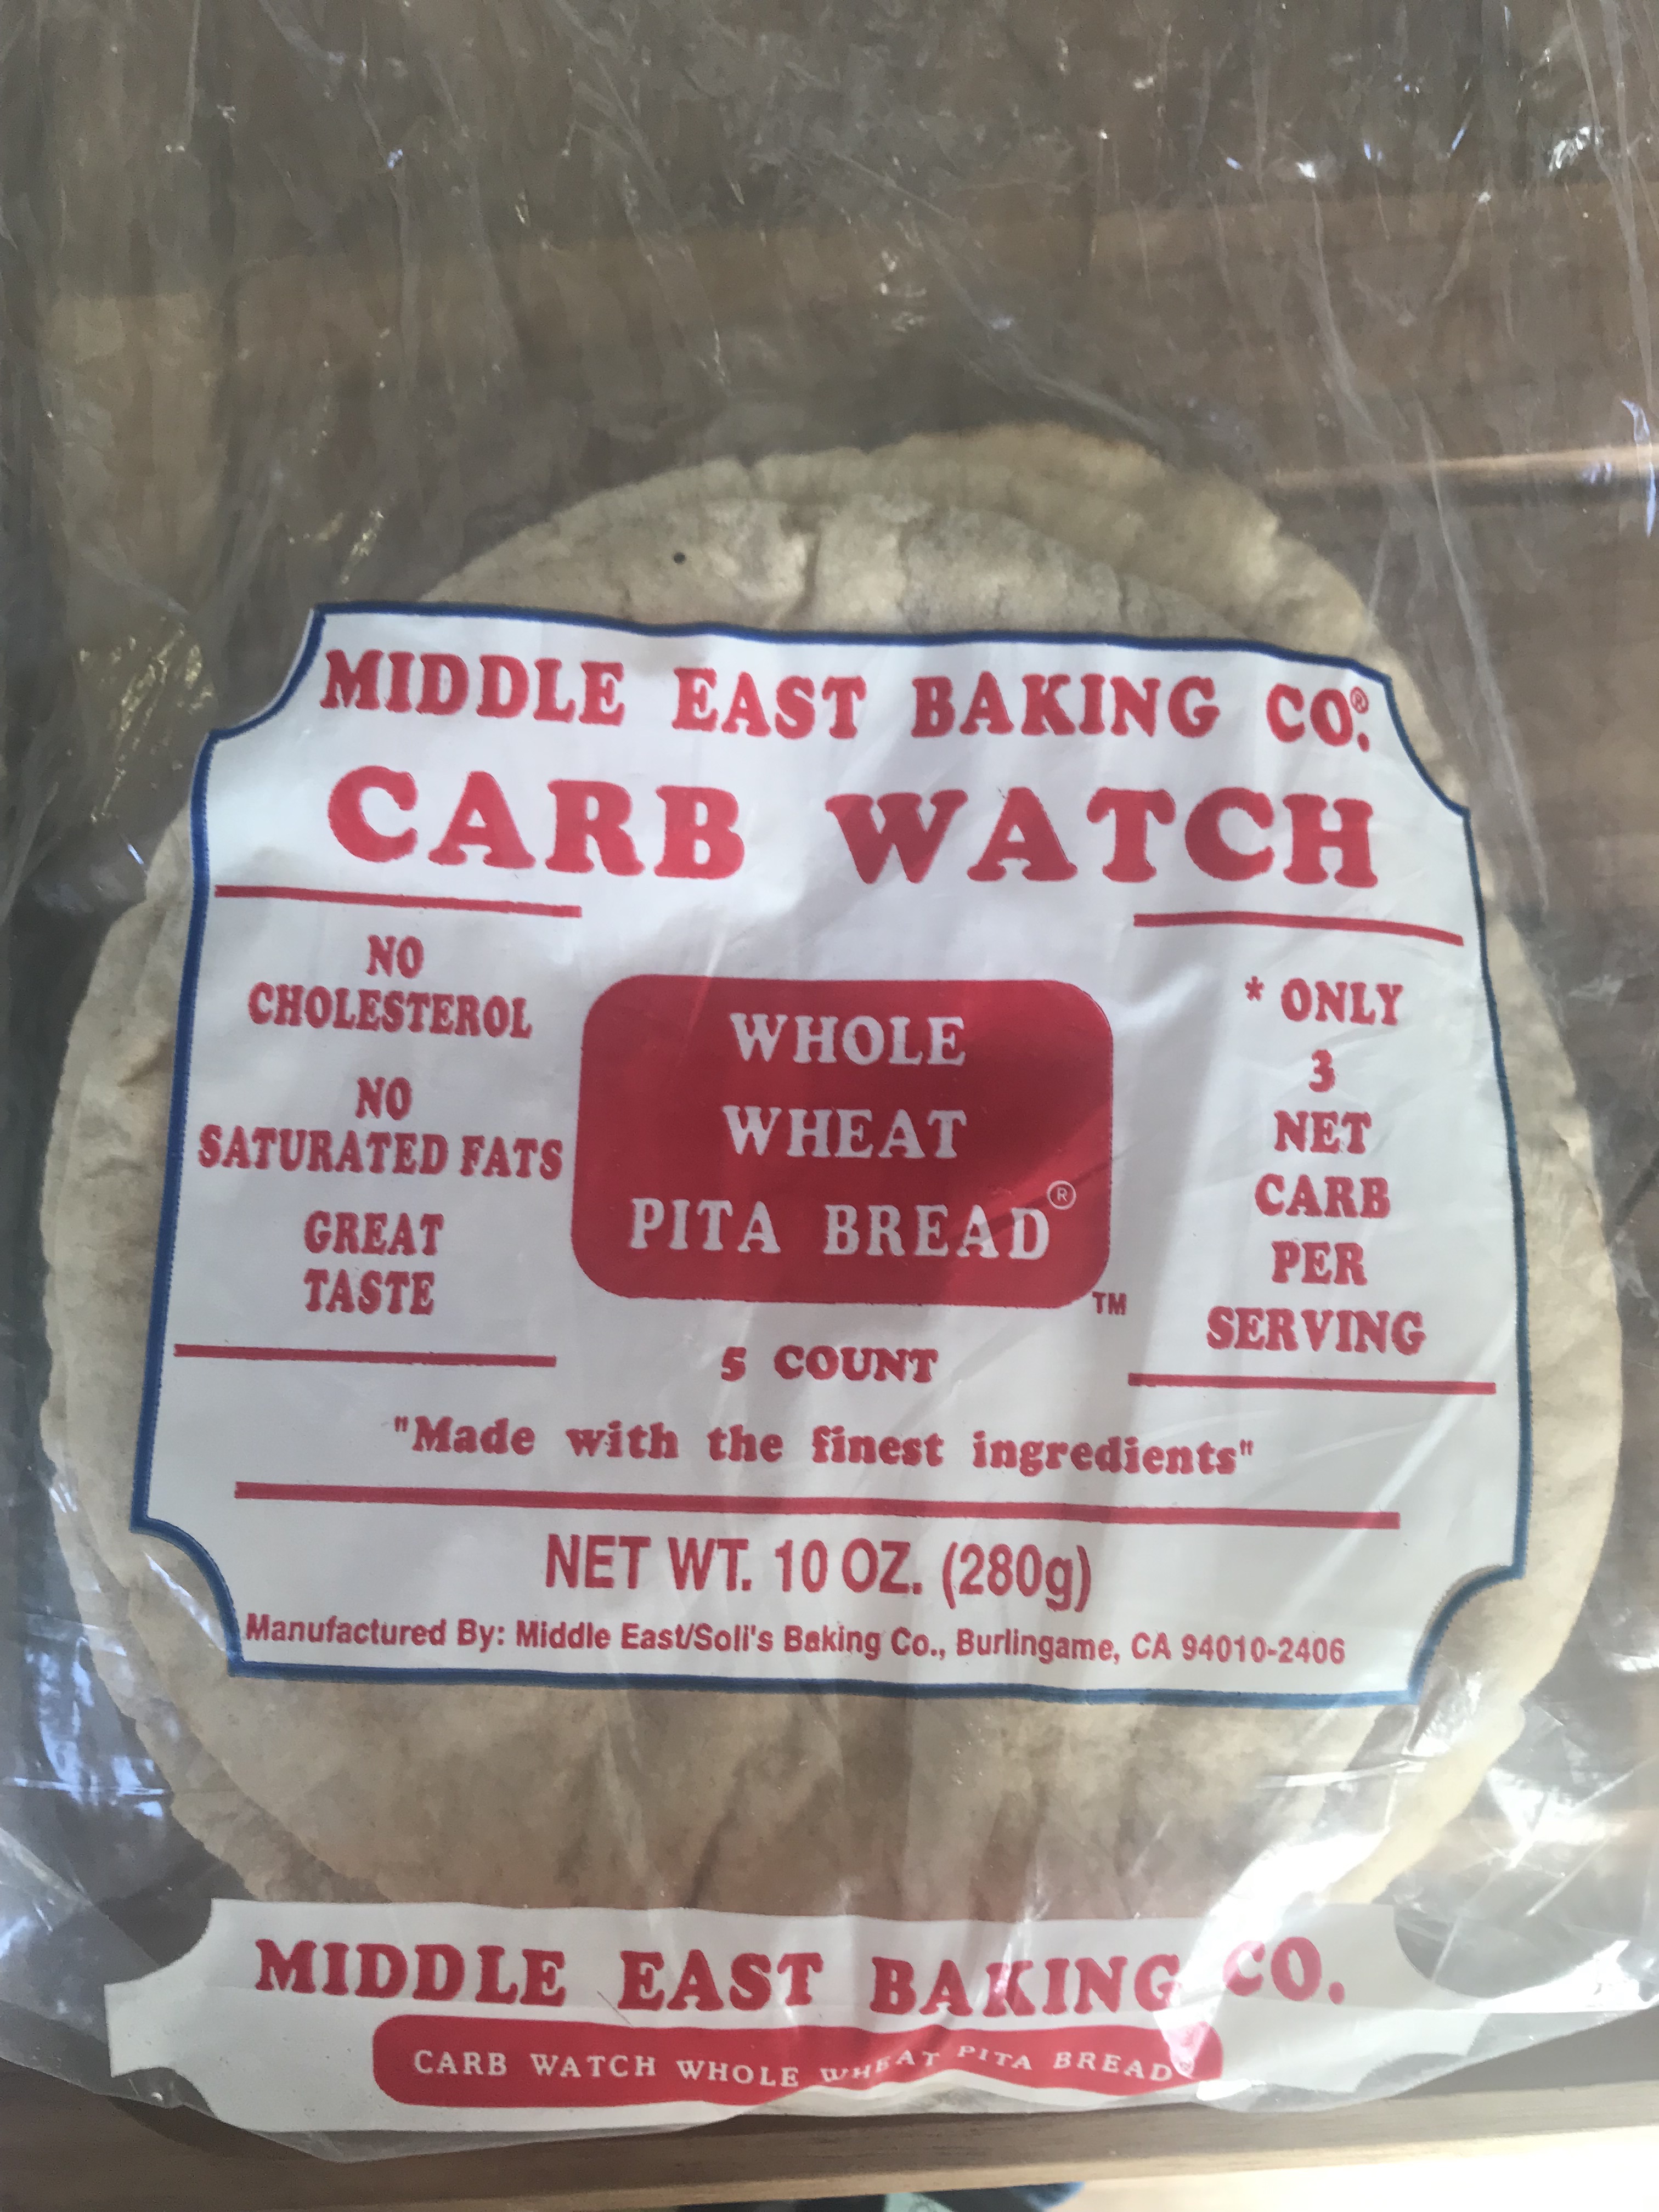 MIDDLE EAST BAKING CO.®
CARB WATCH
NO
CHOLESTEROL
NO
SATURATED FATS
GREAT
TASTE
WHOLE
WHEAT
PITA BREAD®
TM
* ONLY
3
NET
CARB
PER
SERVING
5 COUNT
"Made with the finest ingredients"
NET WT. 10 OZ. (280g)
Manufactured By: Middle East/Soli's Baking Co., Burlingame, CA 94010-2406
MIDDLE EAST BAKING CO.
CARB WATCH WHOLE WHEAT PITA BREAD®